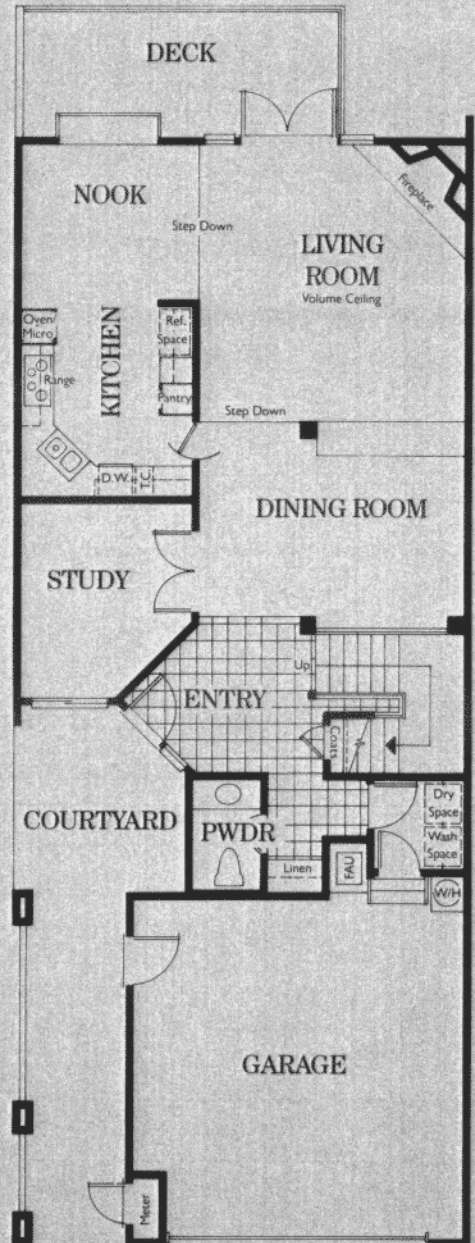 DECK
NOOK
Step Down
LIVING
ROOM
Volume Ceiling
Fireplace
Oven/
Micro
Range
KITCHEN
Ref.
Space
Pantry
Step Down
D.W.
T.C.
DINING ROOM
STUDY
Up
ENTRY
Coats
COURTYARD
PWDR
Dry
Space
Wash
Space
Linen
FAU
W/H
GARAGE
Meter